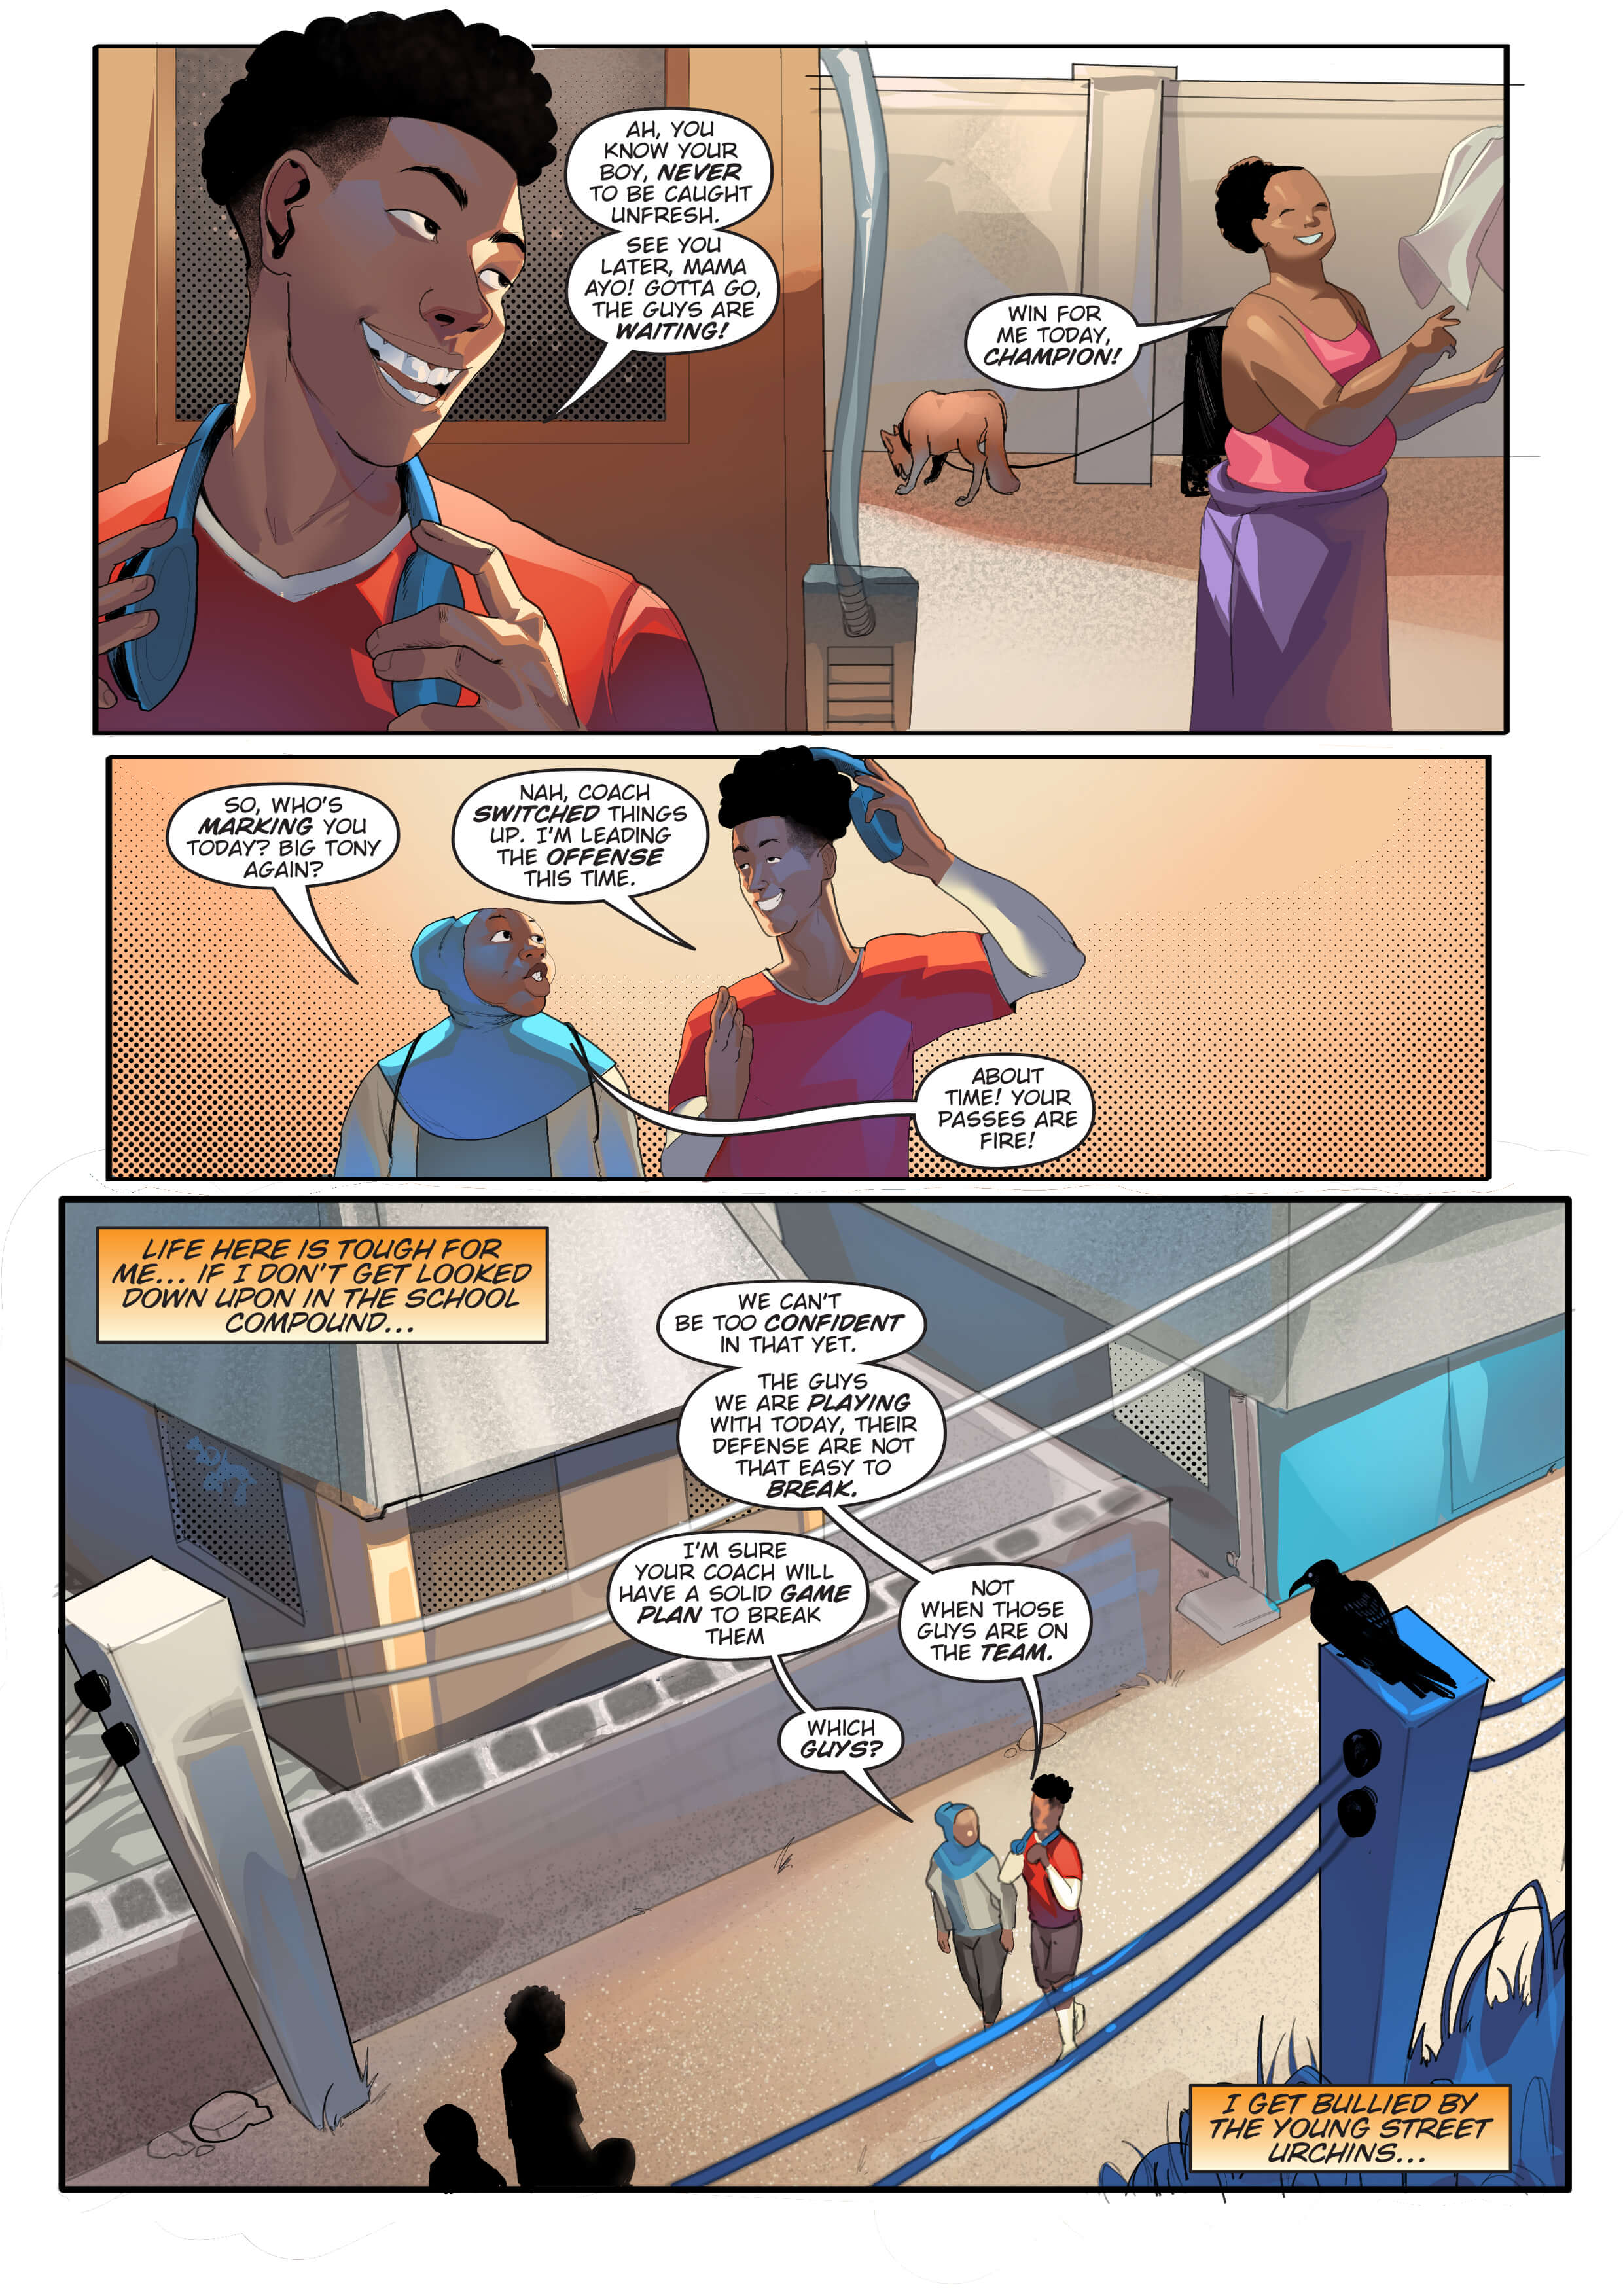 AH, YOU
KNOW YOUR
BOY, NEVER
TO BE CAUGHT
UNFRESH.
SEE YOU
LATER, MAMA
AYO! GOTTA GO,
THE GUYS ARE
WAITING!
WIN FOR
ME TODAY,
CHAMPION!
SO, WHO'S
MARKING YOU
TODAY? BIG TONY
AGAIN?
NAH, COACH
SWITCHED THINGS
UP. I'M LEADING
THE OFFENSE
THIS TIME.
ABOUT
TIME! YOUR
PASSES ARE
FIRE!
LIFE HERE IS TOUGH FOR
ME... IF I DON'T GET LOOKED
DOWN UPON IN THE SCHOOL
COMPOUND...
WE CAN'T
BE TOO CONFIDENT
IN THAT YET.
THE GUYS
WE ARE PLAYING
WITH TODAY, THEIR
DEFENSE ARE NOT
THAT EASY TO
BREAK.
I'M SURE
YOUR COACH WILL
HAVE A SOLID GAME
PLAN TO BREAK
THEM
NOT
WHEN THOSE
GUYS ARE ON
THE TEAM.
WHICH
GUYS?
I GET BULLIED BY
THE YOUNG STREET
URCHINS...